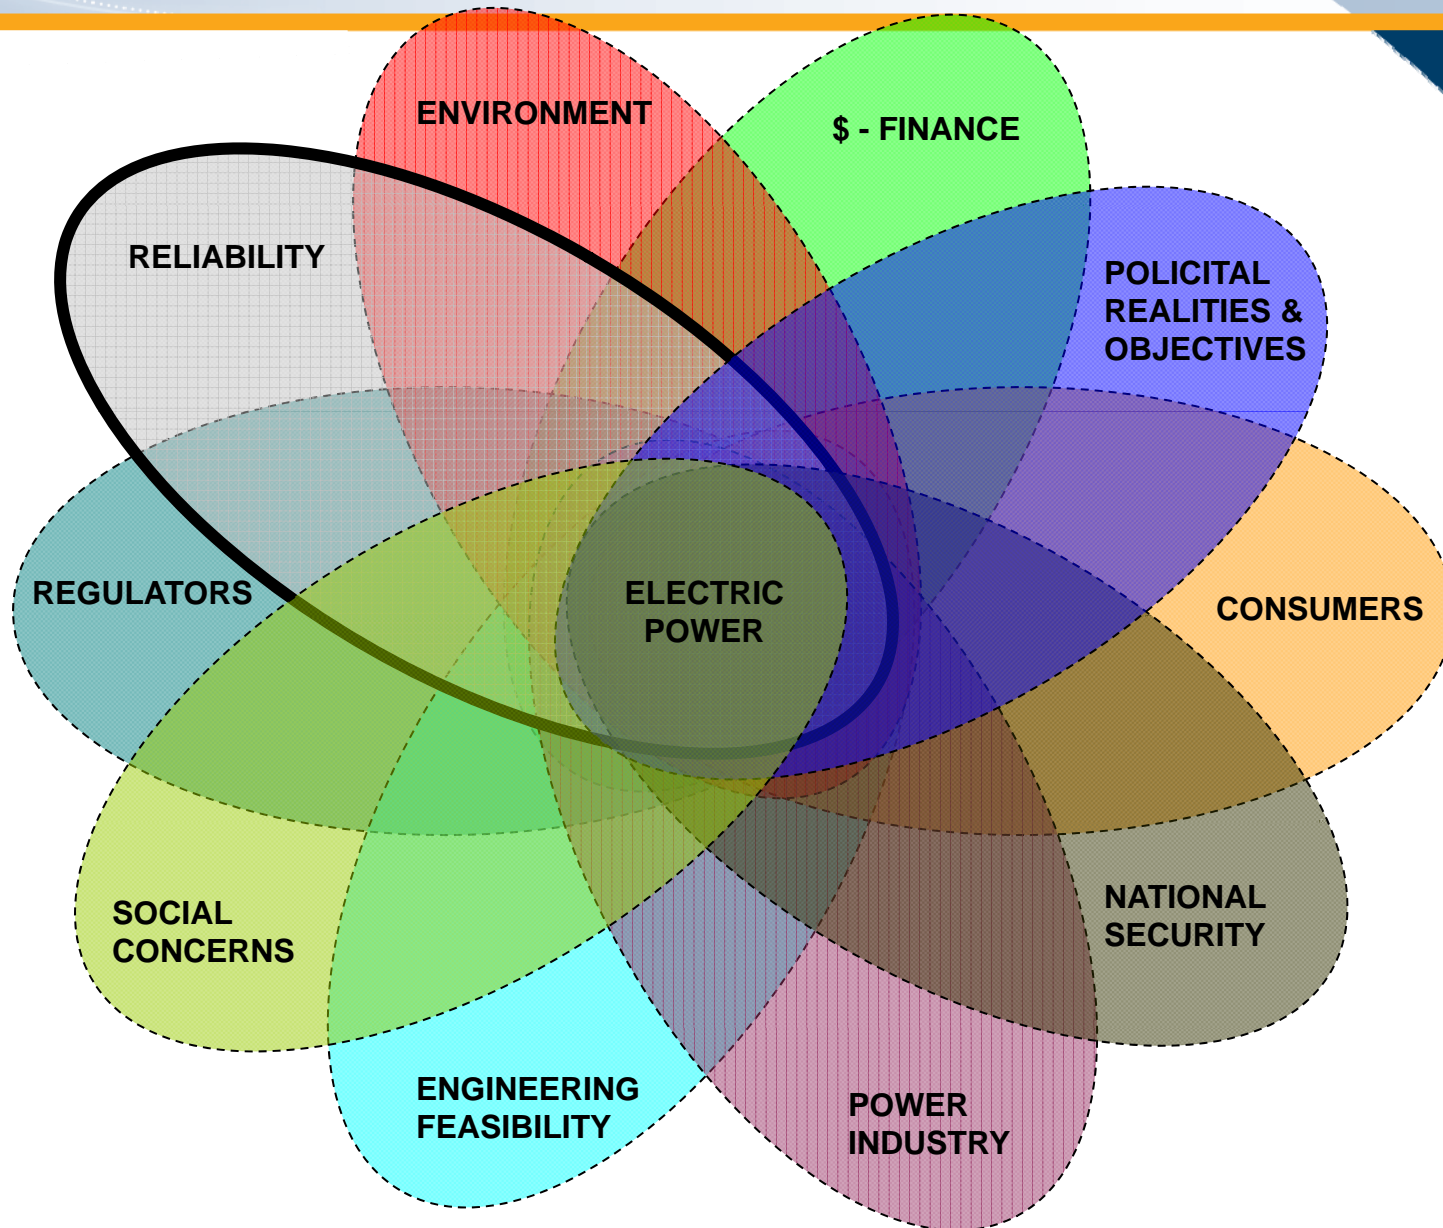 ENVIRONMENT
$ - FINANCE
RELIABILITY
POLICITAL
REALITIES &
OBJECTIVES
REGULATORS
ELECTRIC
POWER
CONSUMERS
SOCIAL
CONCERNS
NATIONAL
SECURITY
ENGINEERING
FEASIBILITY
POWER
INDUSTRY